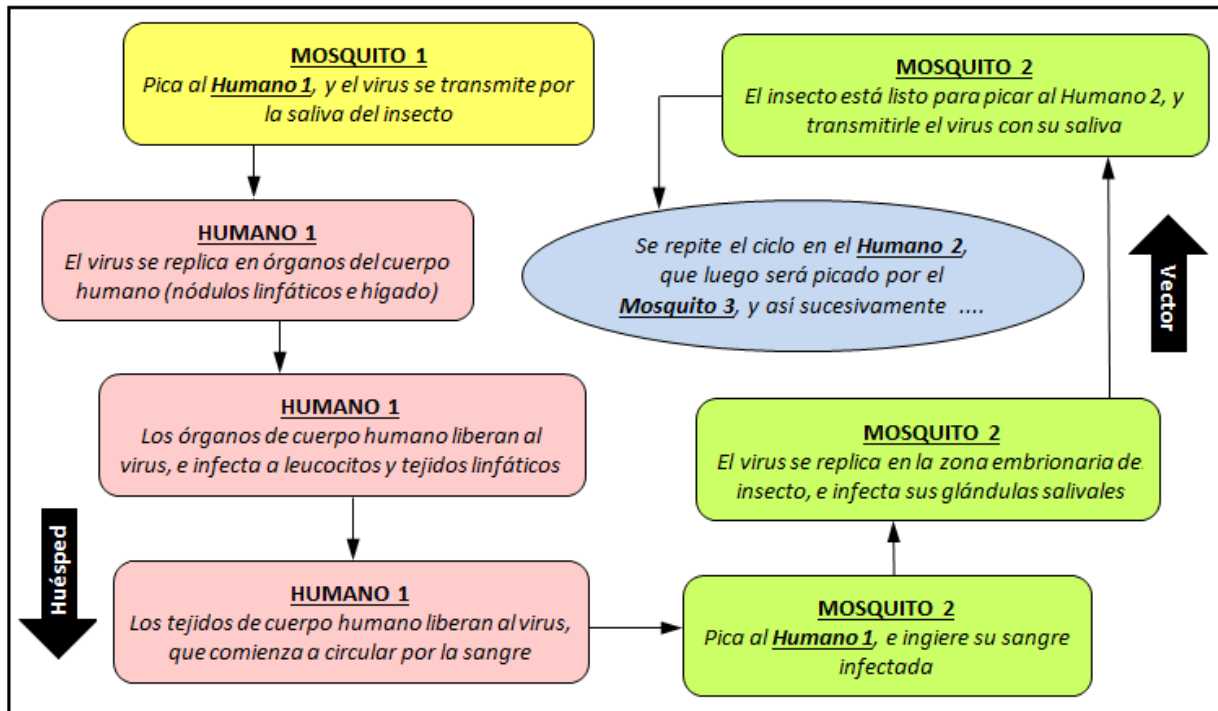 MOSQUITO 1
Pica al Humano 1, y el virus se transmite por
la saliva del insecto
HUMANO 1
El virus se replica en órganos del cuerpo
humano (nódulos linfáticos e hígado)
HUMANO 1
Los órganos de cuerpo humano liberan al
virus, e infecta a leucocitos y tejidos linfáticos
Huésped
HUMANO 1
Los tejidos de cuerpo humano liberan al virus,
que comienza a circular por la sangre
MOSQUITO 2
Pica al Humano 1, e ingiere su sangre
infectada
MOSQUITO 2
El virus se replica en la zona embrionaria de
insecto, e infecta sus glándulas salivales
Vector
MOSQUITO 2
El insecto está listo para picar al Humano 2, y
transmitirle el virus con su saliva
Se repite el ciclo en el Humano 2,
que luego será picado por el
Mosquito 3, y así sucesivamente ....